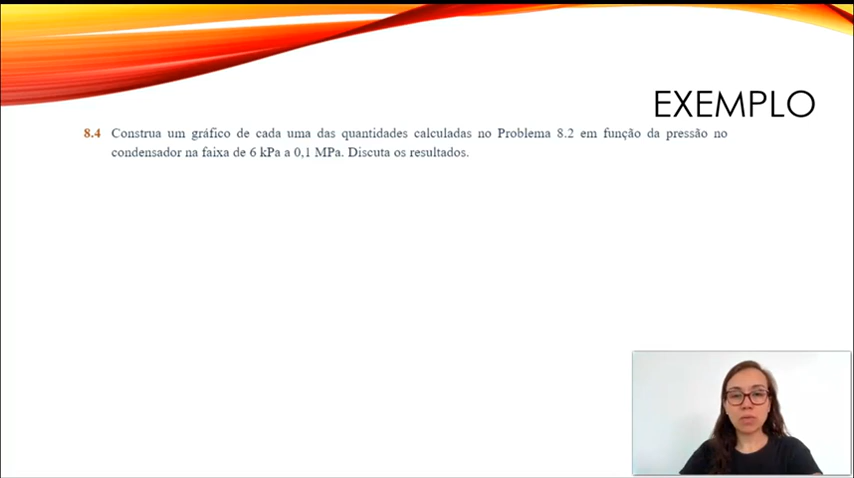 EXEMPLO
8.4 Construa um gráfico de cada uma das quantidades calculadas no Problema 8.2 em função da pressão no
condensador na faixa de 6 kPa a 0,1 MPa. Discuta os resultados.